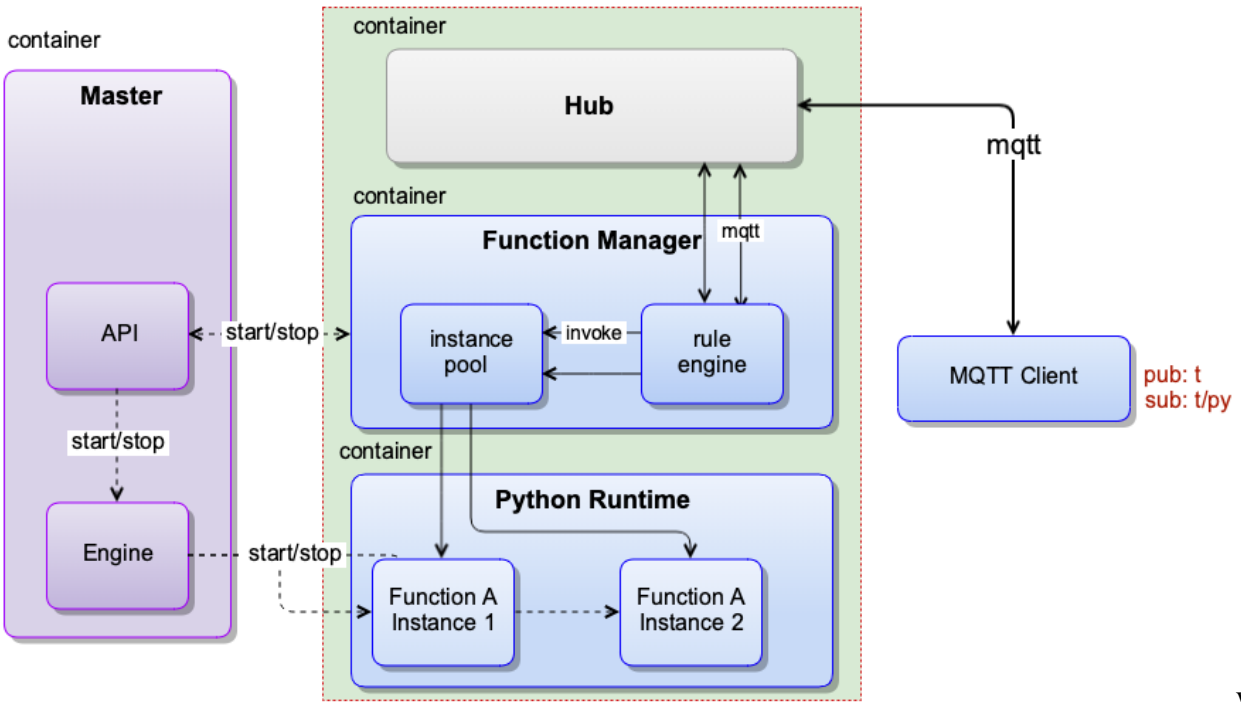 container
Master
API
start/stop
start/stop
Engine
start/stop
container
Hub
container
Function Manager
mqtt
instance
pool
invoke
rule
engine
container
Python Runtime
Function A
Instance 1
Function A
Instance 2
mqtt
MQTT Client
pub: t
sub: t/py